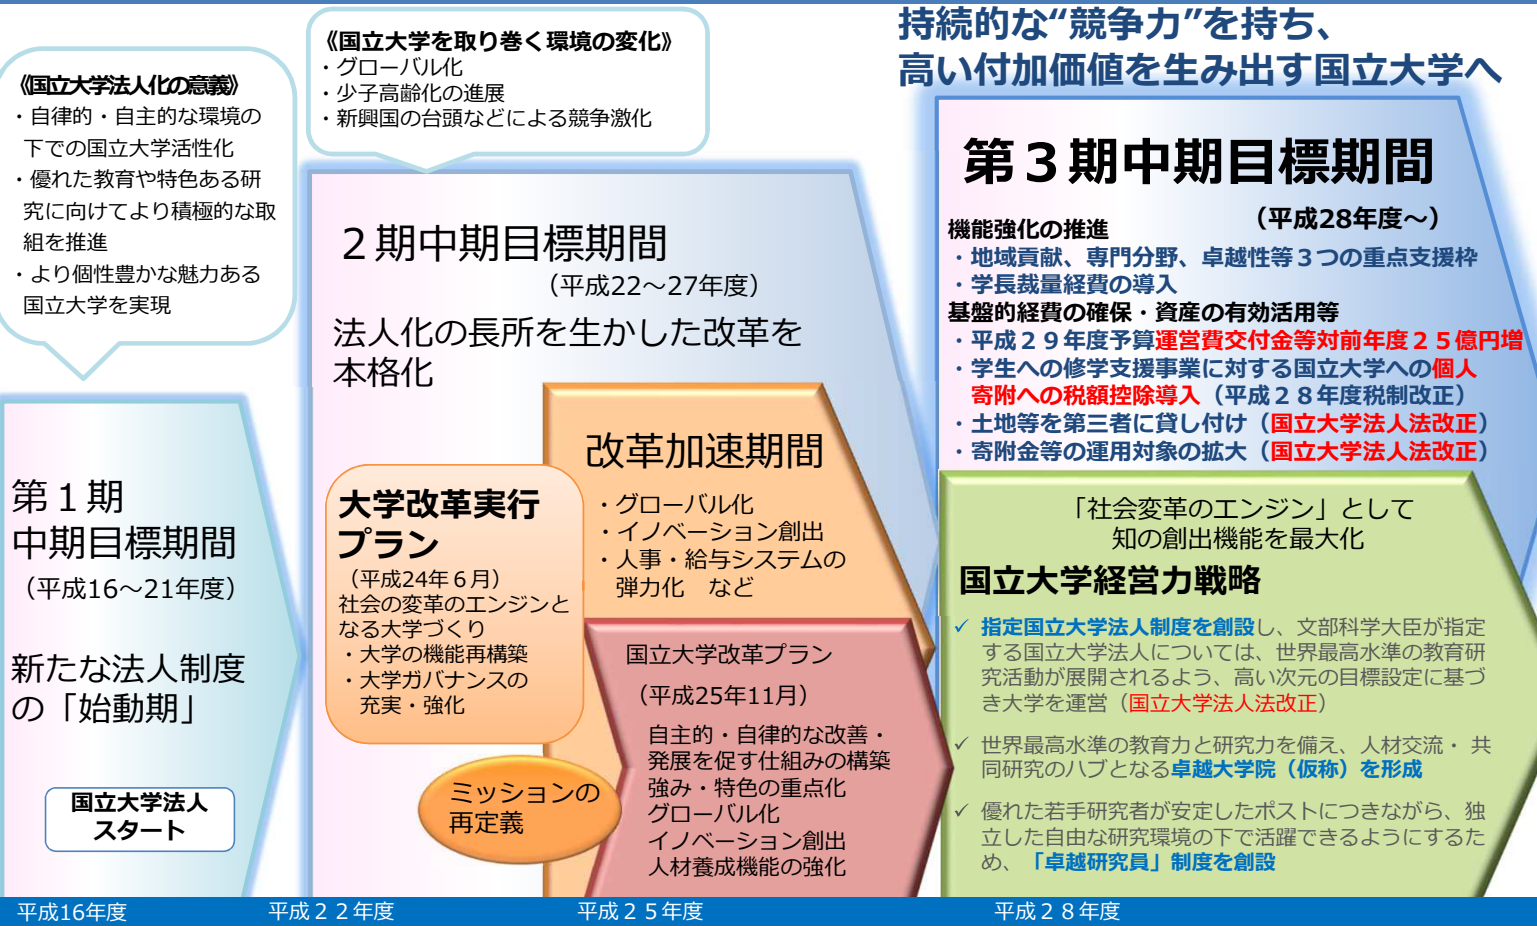 持続的な“競争力”を持ち、
高い付加価値を生み出す国立大学へ
《国立大学法人化の意義》
・自律的・自主的な環境の
下での国立大学活性化
・優れた教育や特色ある研
究に向けてより積極的な取
組を推進
・より個性豊かな魅力ある
国立大学を実現
《国立大学を取り巻く環境の変化》
・グローバル化
・少子高齢化の進展
・新興国の台頭などによる競争激化
第１期
中期目標期間
（平成16～21年度）
新たな法人制度
の「始動期」
国立大学法人
スタート
２期中期目標期間
（平成22～27年度）
法人化の長所を生かした改革を
本格化
大学改革実行
プラン
（平成24年６月）
社会の変革のエンジンと
なる大学づくり
・大学の機能再構築
・大学ガバナンスの
充実・強化
ミッションの
再定義
改革加速期間
・グローバル化
・イノベーション創出
・人事・給与システムの
弾力化　など
国立大学改革プラン
（平成25年11月）
自主的・自律的な改善・
発展を促す仕組みの構築
強み・特色の重点化
グローバル化
イノベーション創出
人材養成機能の強化
第３期中期目標期間
（平成28年度～）
機能強化の推進
・地域貢献、専門分野、卓越性等３つの重点支援枠
・学長裁量経費の導入
基盤的経費の確保・資産の有効活用等
・平成２９年度予算運営費交付金等対前年度２５億円増
・学生への修学支援事業に対する国立大学への個人
寄附への税額控除導入（平成２８年度税制改正）
・土地等を第三者に貸し付け（国立大学法人法改正）
・寄附金等の運用対象の拡大（国立大学法人法改正）
「社会変革のエンジン」として
知の創出機能を最大化
国立大学経営力戦略
✓ 指定国立大学法人制度を創設し、文部科学大臣が指定
する国立大学法人については、世界最高水準の教育研
究活動が展開されるよう、高い次元の目標設定に基づ
き大学を運営（国立大学法人法改正）
✓ 世界最高水準の教育力と研究力を備え、人材交流・ 共
同研究のハブとなる卓越大学院（仮称）を形成
✓ 優れた若手研究者が安定したポストにつきながら、独
立した自由な研究環境の下で活躍できるようにするた
め、「卓越研究員」制度を創設
平成16年度
平成２２年度
平成２５年度
平成２８年度